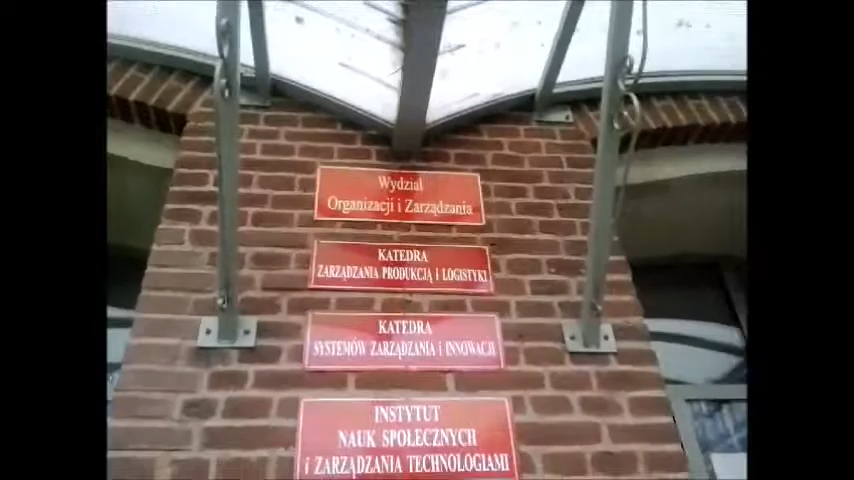 Wydział
Organizacji i Zarządzania
KATEDRA
ZARZĄDZANIA PRODUKCJĄ I LOGISTYKI
KATEDRA
SYSTEMÓW ZARZĄDZANIA I INNOWACJI
INSTYTUT
NAUK SPOŁECZNYCH
i ZARZĄDZANIA TECHNOLOGIAMI